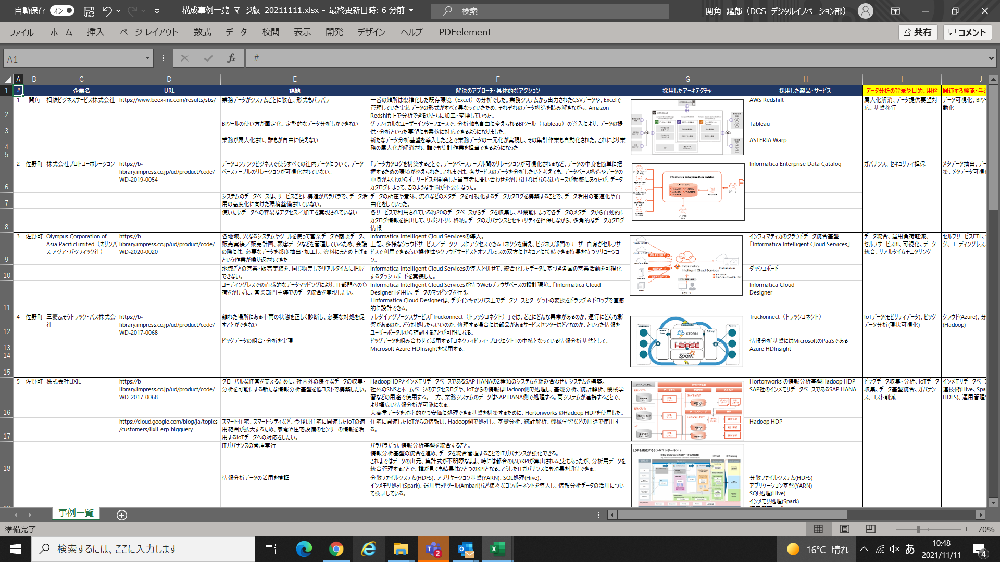 自動保存 オン 構成事例一覧_マージ版_20211111.xlsx - 最終更新日時: 6 分前 検索 関角 鑑郎（DCS デジタルイノベーション部）
ファイル ホーム 挿入 ページ レイアウト 数式 データ 校閲 表示 開発 デザイン ヘルプ PDFelement 共有 コメント
A1 fx #
A B C D E F G H I J
1 # 企業名 URL 課題 解決のアプローチ・具体的なアクション 採用したアーキテクチャ 採用した製品・サービス データ分析の背景や目的、用途 関連する機能・手法
2 1 関角 相鉄ビジネスサービス株式会社 https://www.beex-inc.com/results/sbs/ 業務データがシステムごとに散在、形式もバラバラ
一番の難所は複雑化した既存環境（Excel）の分析でした。業務システムから出力されたCSVデータや、Excelで
管理していた実績データの形式がすべて異なっていたため、それぞれのデータ構造を読み解きながら、Amazon
Redshift上で分析できるかたちに加工・変換していった。
AWS Cloud
AWS Redshift
属人化解消、データ提供要望対
応、基盤移行
データ可視化、BIツー
動化
3 BIツールの使い方が固定化、定型的なデータ分析しかできない
グラフィカルなユーザーインターフェースで、分析軸も自由に変えられるBIツール（Tableau）の導入により、データの提
供・分析といった要望にも柔軟に対応できるようになりました。
Tableau
4 業務が属人化され、誰もが自由に使えない
新たなデータ分析基盤を導入したことで業務データの一元化が実現し、その集計作業も自動化された。これにより業
務の属人化が解消され、誰でも集計作業を担当できるようになった
ASTERIA Warp
5
6 2 佐野町 株式会社プロトコーポレーション
https://b-
library.impress.co.jp/ud/product/code/
WD-2019-0054
データコンテンツビジネスで使うすべての社内データについて、データ
ベーステーブルのリレーションが可視化されていない。
「データカタログを構築することで、データベーステーブル間のリレーションが可視化されるなど、データの中身を簡単に把
握するための環境が整えられた。これまでは、各サービスのデータを分析したいと考えても、データベース構造やデータの
中身がよくわからず、サービスを開発した当事者に問い合わせをかけなければならないケースが頻繁にあったが、データ
カタログによって、このような手間が不要になった。
Informatica Enterprise Data Catalog
Informatica Enterprise Data Catalog
ガバナンス、セキュリティ担保
メタデータ抽出、デー
築、メタデータ可視化
7 システムのデータベースは、サービスごとに構造がバラバラで、データ活
用の高度化に向けた環境整備されていない。
データの所在や意味、流れなどのメタデータを可視化するデータカタログを構築することで、データ活用の高速化や自
由化をしていった。
8 使いたいデータへの容易なアクセス／加工を実現されていない
各サービスで利用されている約20のデータベースからデータを収集し、AI機能によって各データのメタデータから自動的に
カタログ情報を抽出して、リポジトリに格納。データのガバナンスとセキュリティを担保しながら、多角的なデータカタログ
情報
9 3 佐野町
Olympus Corporation of
Asia PacificLimited（オリンパ
ス アジア・パシフィック社）
https://b-
library.impress.co.jp/ud/product/code/
WD-2020-0020
各地域、異なるシステムやツールを使って営業データや商談データ、
販売実績／販売計画、顧客データなどを管理しているため、会議
の際には、必要なデータを都度抽出・加工し、資料にまとめ上げる
という作業が繰り返されてきた
Informatica Intelligent Cloud Servicesの導入。
上記、多様なクラウドサービス／データソースにアクセスできるコネクタを備え、ビジネス部門のユーザー自身がセルフサー
ビスで利用できる高い操作性やクラウドサービスとオンプレミスの双方にセキュアに接続できる特長を持つソリューショ
ン。
Informatica
Intelligent Cloud Services
インフォマティカのクラウドデータ統合基盤
「Informatica Intelligent Cloud Services」
データ統合、運用負荷軽減、
セルフサービスBI、可視化、データ
統合、リアルタイムモニタリング
セルフサービスETL、デ
グ、コーディングレス、
10 地域ごとの営業・販売実績を、同じ物差しでリアルタイムに把握
できない。
Informatica Intelligent Cloud Servicesの導入と併せて、統合化したデータに基づき各国の営業活動を可視化
するダッシュボードを実装した。
ダッシュボード
11 コーディングレスでの直感的なデータマッピングにより、IT部門への負
荷をかけずに、営業部門主導でのデータ統合を実現したい。
Informatica Intelligent Cloud Servicesが持つWebブラウザベースの設計環境、「Informatica Cloud
Designer」を用い、データのマッピングを行う。
「Informatica Cloud Designerは、デザインキャンバス上でデータソースとターゲットの変換をドラッグ＆ドロップで直感
的に設計できる。
Informatica Cloud
Designer
12 4 佐野町
三菱ふそうトラック・バス株式会
社
https://b-
library.impress.co.jp/ud/product/code/
WD-2017-0068
離れた場所にある車両の状態を正しく診断し、必要な対処を促
すことができない
テレダイアグノーシスサービス「Truckonnect（トラックコネクト）」では、どこにどんな異常があるのか、運行にどんな影
響があるのか、どう対処したらいいのか、修理する場合には部品があるサービスセンターはどこなのか、といった情報を
ユーザーポータルから確認することが可能になる。
STORM
HBASE
Spark
Truckonnect（トラックコネクト）
IoTデータ(モビリティデータ)、ビッグ
データ分析(現状可視化)
クラウド(Azure)、分
(Hadoop)
13 ビッグデータの組合・分析を実現
ビッグデータを組み合わせて活用する「コネクティビティ・プロジェクト」の中核となっている情報分析基盤として、
Microsoft Azure HDInsightを採用する。
情報分析基盤にはMicrosoftのPaaSである
Azure HDInsight
14
15
16 5 佐野町 株式会社LIXIL
https://b-
library.impress.co.jp/ud/product/code/
WD-2017-0068
グローバルな経営を支えるために、社内外の様々なデータの収集・
分析を可能にする新たな情報分析基盤を低コストで構築したい。
HadoopHDPとインメモリデータベースであるSAP HANAの2種類のシステムを組み合わせたシステムを構築。
社外のSNSとホームページのアクセスログや、IoTからの情報はHadoop側で処理し、基礎分析、統計解析、機械学
習などの用途で使用する。一方、業務システムのデータはSAP HANA側で処理する。両システムが連携することで、
より幅広い情報分析が可能になる。
大容量データを効率的かつ安価に処理できる基盤を構築するために、Hortonworks のHadoop HDPを使用した。
ソースシステム
Hortonworks の情報分析基盤Hadoop HDP
SAP社のインメモリデータベースであるSAP HANA
ビッグデータ取集・分析、IoTデータ
収集、データ基盤統合、ガバナン
ス、コスト削減
インメモリデータベース
連技術(Hive, Spa
HDFS)、運用管理ツ
17 https://cloud.google.com/blog/ja/topics
/customers/lixil-erp-bigquery
スマート住宅、スマートシティなど、今後は住宅に関連したIoTの適
用範囲が拡大するため、家電や住宅設備のセンサーの情報を活
用するIoTデータへの対応をしたい。
住宅に関連したIoTからの情報は、Hadoop側で処理し、基礎分析、統計解析、機械学習などの用途で使用す
る。
Hadoop HDP
18 ITガバナンスの管理実行
バラバラだった情報分析基盤を統合すること。
情報分析基盤の統合を進め、データを統合管理することでITガバナンスが強化できる。
これまではデータの出元、集計式が不明瞭なまま、時には都合のいいKPIが算出されることもあったが、分析用データを
統合管理することで、誰が見ても結果はひとつのKPIとなる。こうしたITガバナンスにも効果を期待できる。
LDPを構成する3つのコンポーネント
①Big Data Core(共通データ活用基盤) ②Tool ③Training
情報分析データの活用を検証
分散ファイルシステム(HDFS)、アプリケーション基盤(YARN)、SQL処理(Hive)、
インメモリ処理(Spark)、運用管理ツール(Ambari)など様々なコンポーネントを導入し、情報分析データの活用につい
て検証している。
分散ファイルシステム(HDFS)
アプリケーション基盤(YARN)
SQL処理(Hive)
インメモリ処理(Spark)
事例一覧
準備完了 70%
検索するには、ここに入力します 2 16°C 晴れ あ 10:48
2021/11/11 4